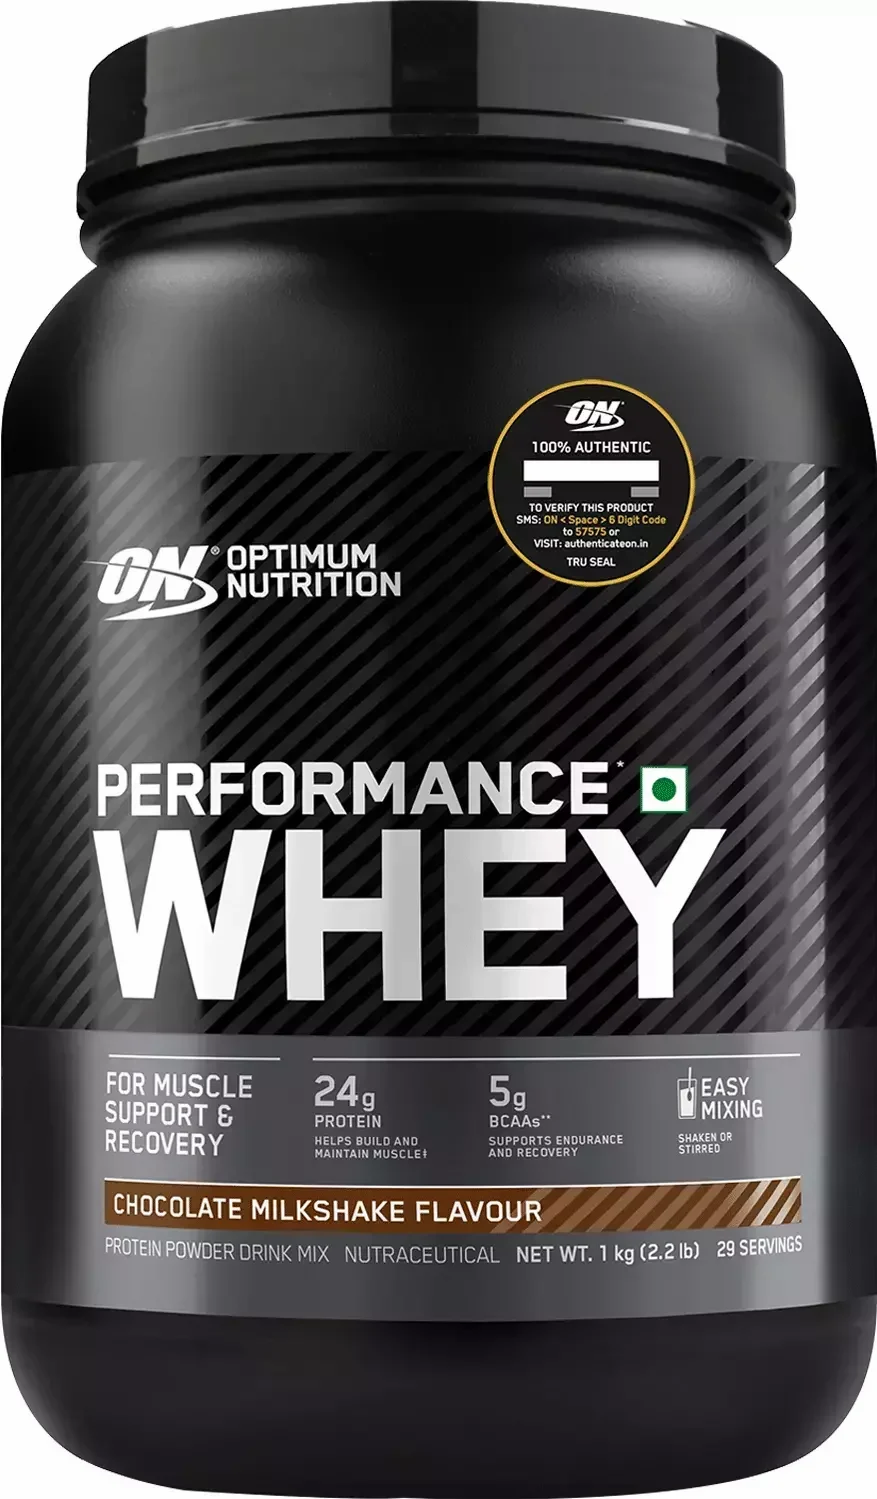 ON
100% AUTHENTIC
TO VERIFY THIS PRODUCT
SMS: ON < Space > 6 Digit Code
to 57575 or
VISIT: authenticateon.in
TRU SEAL
ON® OPTIMUM
NUTRITION
PERFORMANCE*
WHEY
FOR MUSCLE
SUPPORT &
RECOVERY
24g
PROTEIN
HELPS BUILD AND
MAINTAIN MUSCLE‡
5g
BCAAs**
SUPPORTS ENDURANCE
AND RECOVERY
EASY
MIXING
SHAKEN OR
STIRRED
CHOCOLATE MILKSHAKE FLAVOUR
PROTEIN POWDER DRINK MIX NUTRACEUTICAL NET WT. 1 kg (2.2 lb) 29 SERVINGS